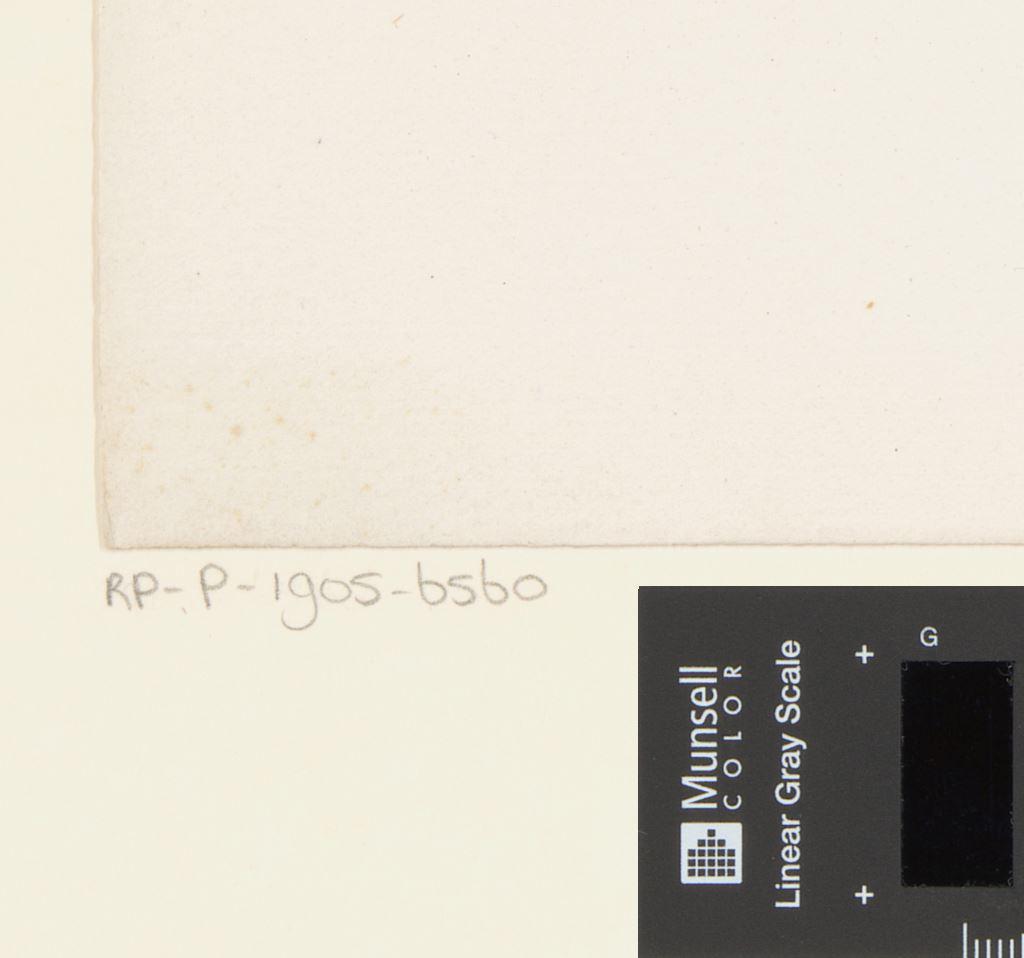 RP-P-1905-6560
G
Munsell
COLOR
Linear Gray Scale